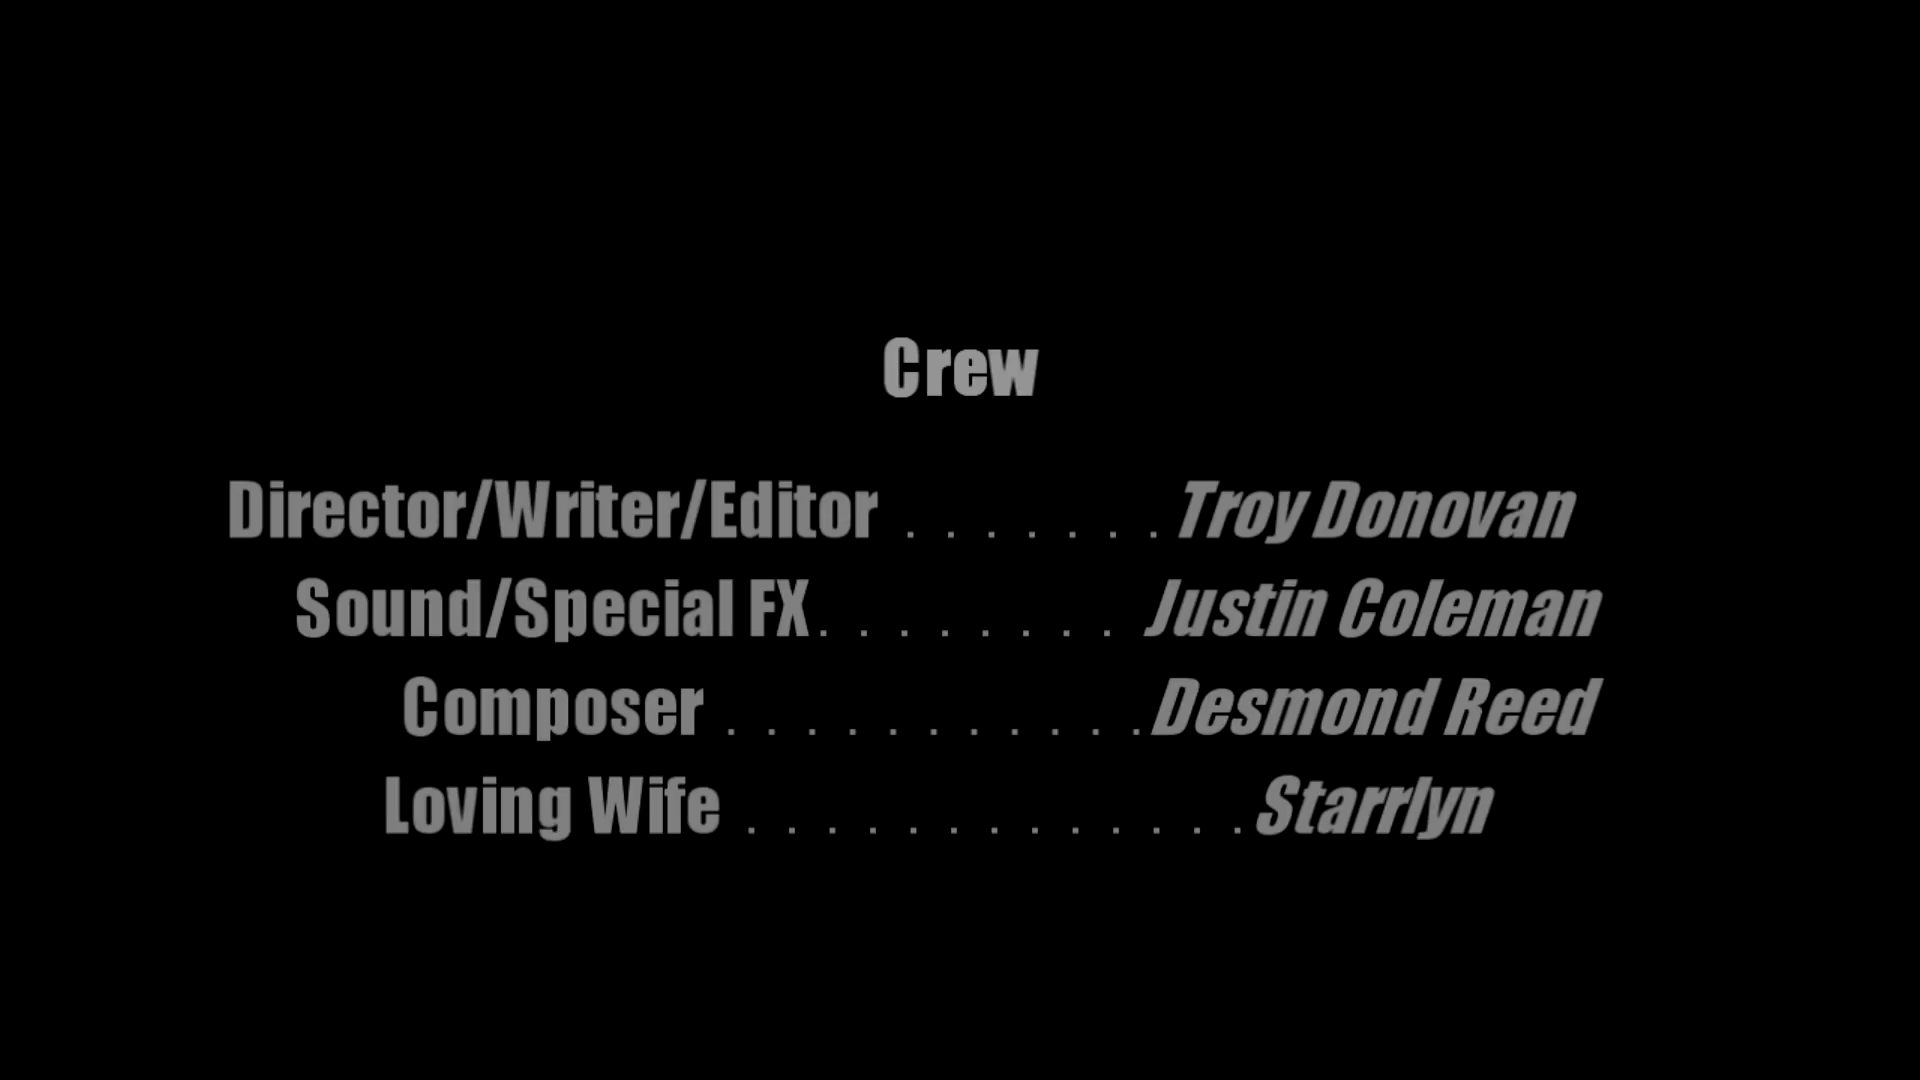 Crew
Director/Writer/Editor . . . . . . . Troy Donovan
Sound/Special FX. . . . . . . . Justin Coleman
Composer . . . . . . . . . . . Desmond Reed
Loving Wife . . . . . . . . . . . . . Starrlyn